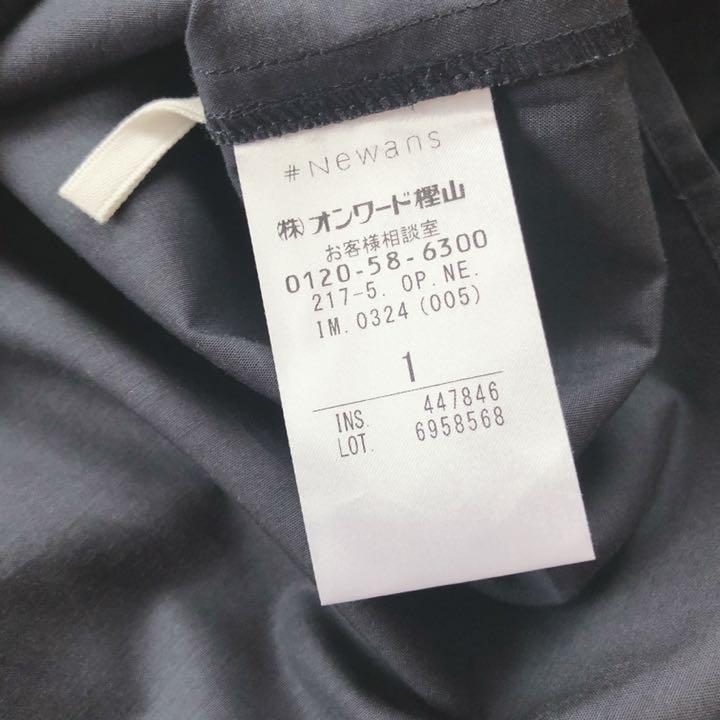 #Newans
(株)オンワード樫山
お客様相談室
0120-58-6300
217-5. OP. NE.
IM. 0324 (005)
1
INS. 447846
LOT. 6958568